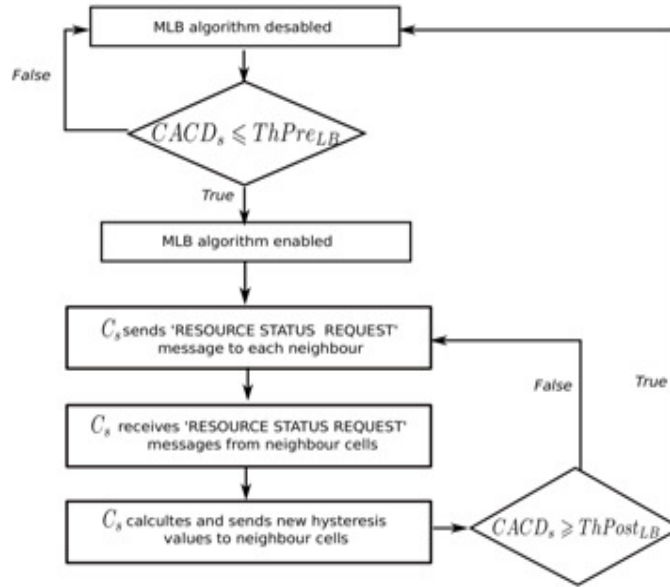 MLB algorithm desabled
False
CACD_s ⩽ ThPre_LB
True
MLB algorithm enabled
C_s sends 'RESOURCE STATUS REQUEST'
message to each neighbour
False
True
C_s receives 'RESOURCE STATUS REQUEST'
messages from neighbour cells
C_s calcultes and sends new hysteresis
values to neighbour cells
CACD_s ⩾ ThPost_LB